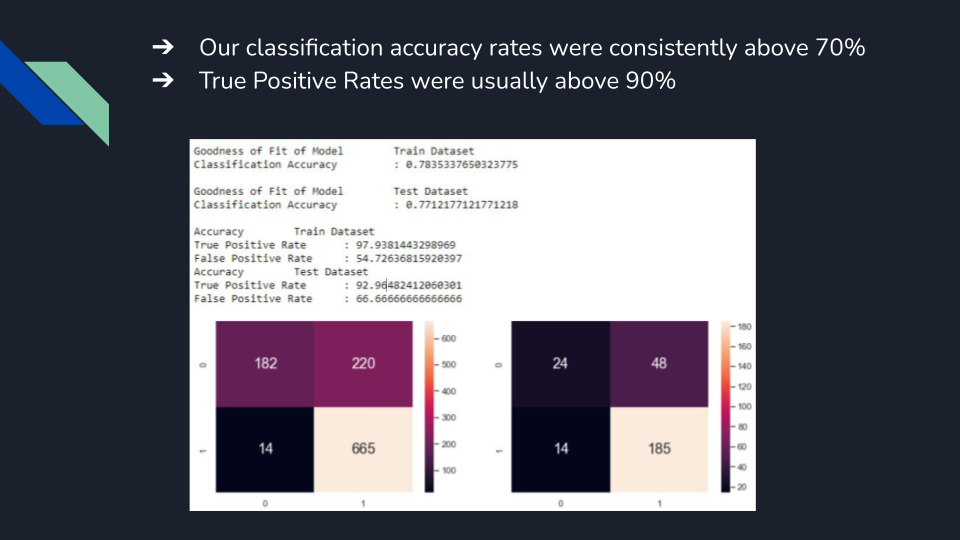 ➔ Our classification accuracy rates were consistently above 70%
➔ True Positive Rates were usually above 90%
Goodness of Fit of Model Train Dataset
Classification Accuracy : 0.7835337650323775
Goodness of Fit of Model Test Dataset
Classification Accuracy : 0.7712177121771218
Accuracy Train Dataset
True Positive Rate : 97.9381443298969
False Positive Rate : 54.72636815920397
Accuracy Test Dataset
True Positive Rate : 92.96482412060301
False Positive Rate : 66.66666666666666
0 182 220
1 14 665
0 1
600
500
400
300
200
100
0 24 48
1 14 185
0 1
180
160
140
120
100
80
60
40
20